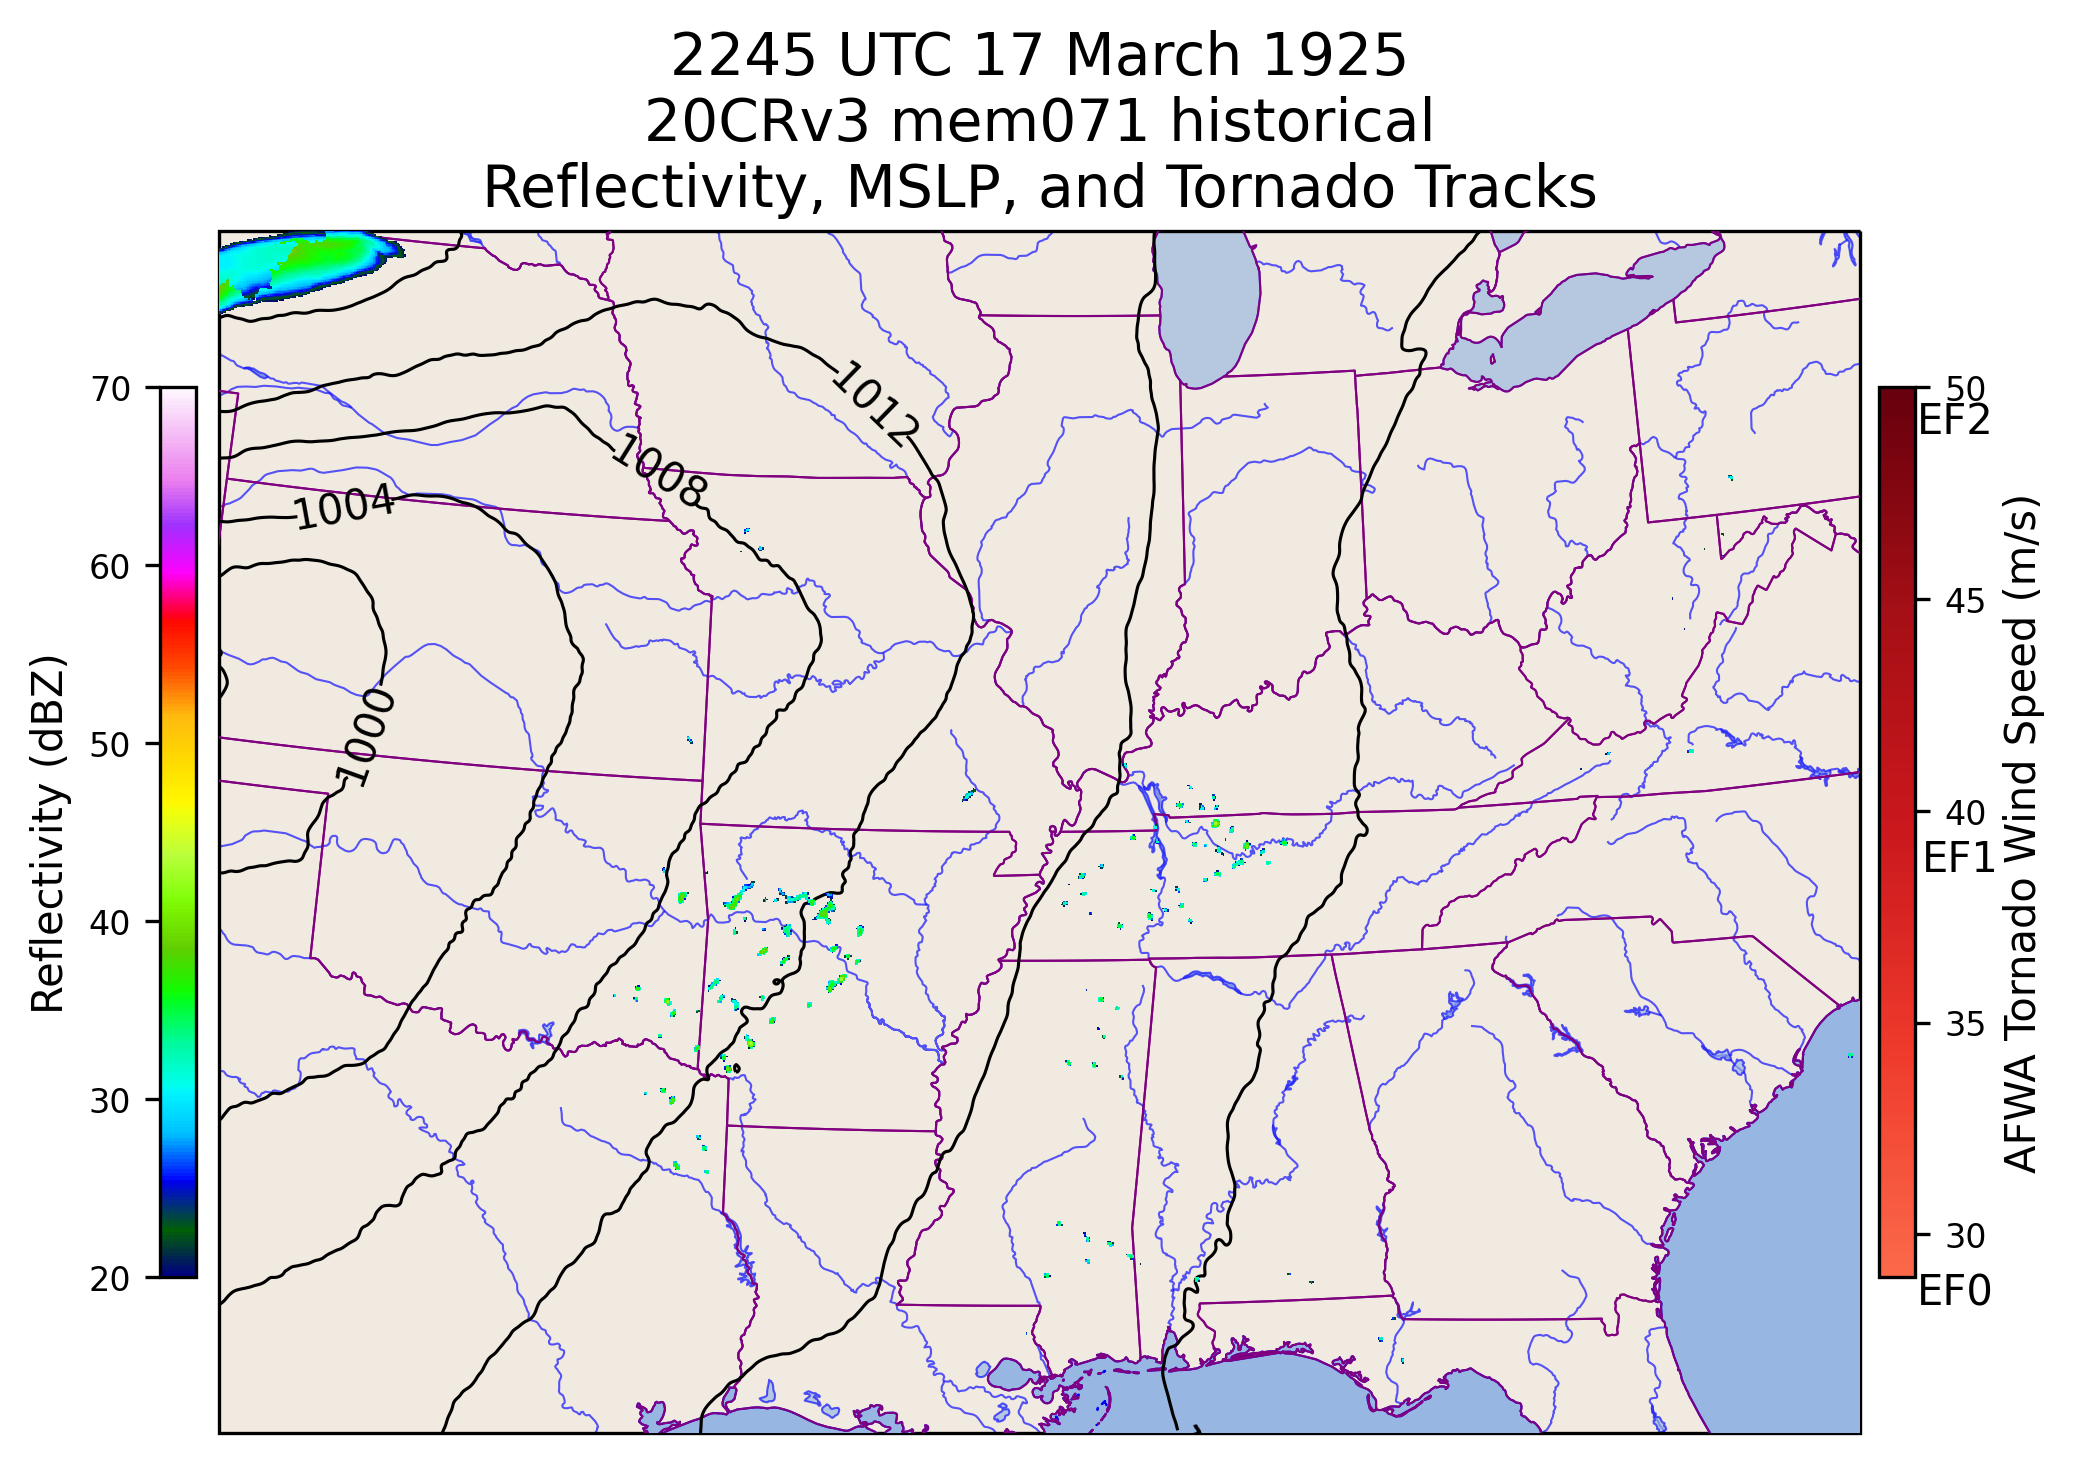 2245 UTC 17 March 1925
20CRv3 mem071 historical
Reflectivity, MSLP, and Tornado Tracks
1012
1008
1004
1000
70
60
50
40
30
20
Reflectivity (dBZ)
50
EF2
45
40
EF1
35
30
EF0
AFWA Tornado Wind Speed (m/s)